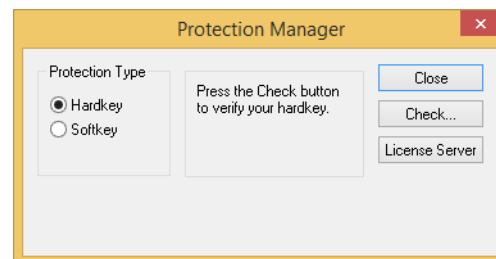 Protection Manager
Protection Type
Hardkey
Softkey
Press the Check button
to verify your hardkey.
Close
Check...
License Server